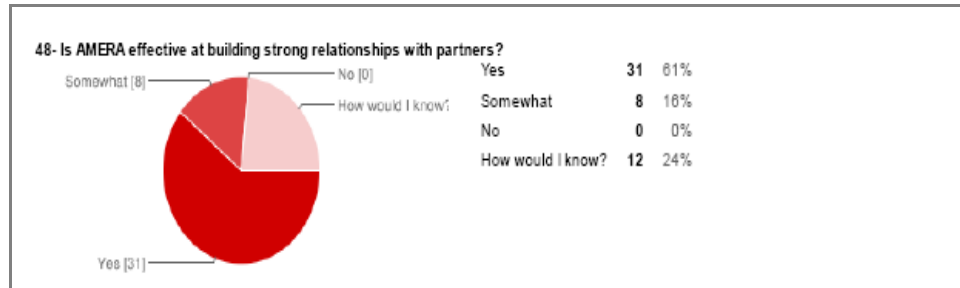 48- Is AMERA effective at building strong relationships with partners?
Somewhat [8]
No [0]
How would I know?
Yes [31]
Yes 31 61%
Somewhat 8 16%
No 0 0%
How would I know? 12 24%